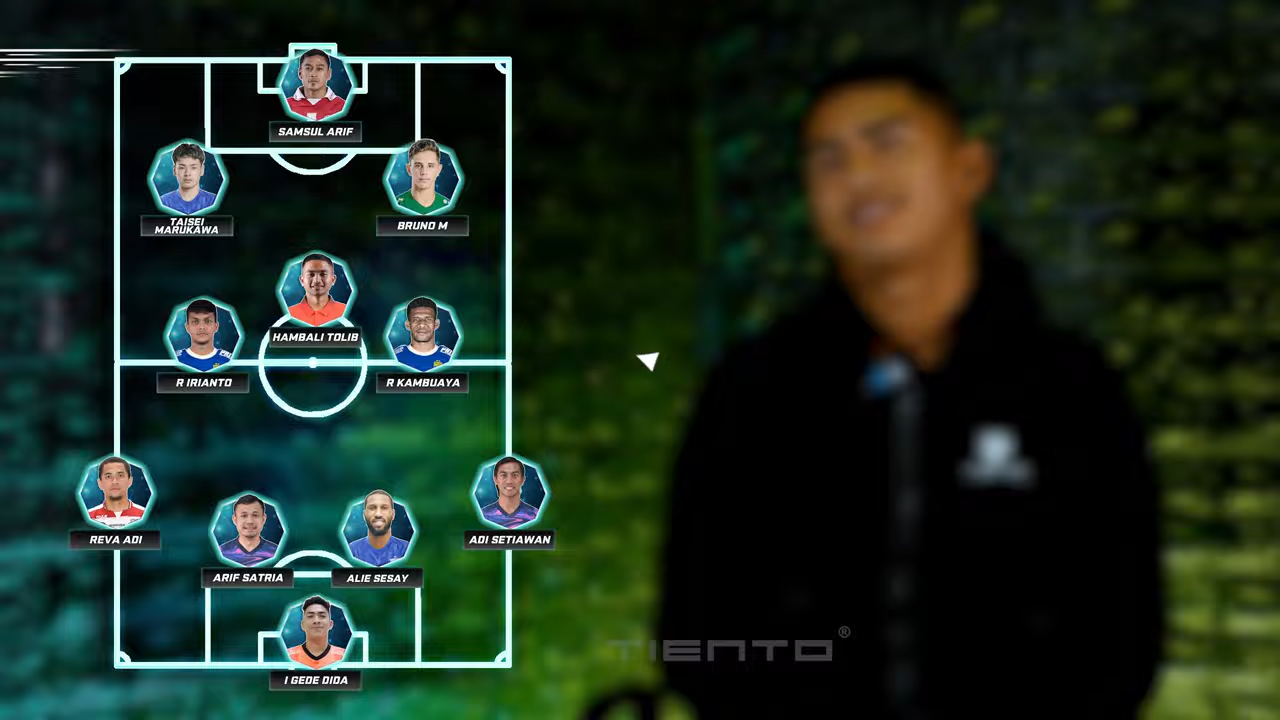 SAMSUL ARIF
TAISEI
MARUKAWA
BRUNO M
HAMBALI TOLIB
R IRIANTO
R KAMBUAYA
REVA ADI
ADI SETIAWAN
ARIF SATRIA
ALIE SESAY
TIENTO®
I GEDE DIDA